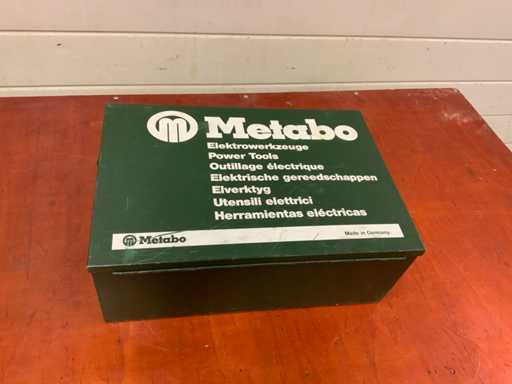 Metabo
Elektrowerkzeuge
Power Tools
Outillage électrique
Elektrische gereedschappen
Elverktyg
Utensili elettrici
Herramientas eléctricas
Metabo
Made in Germany